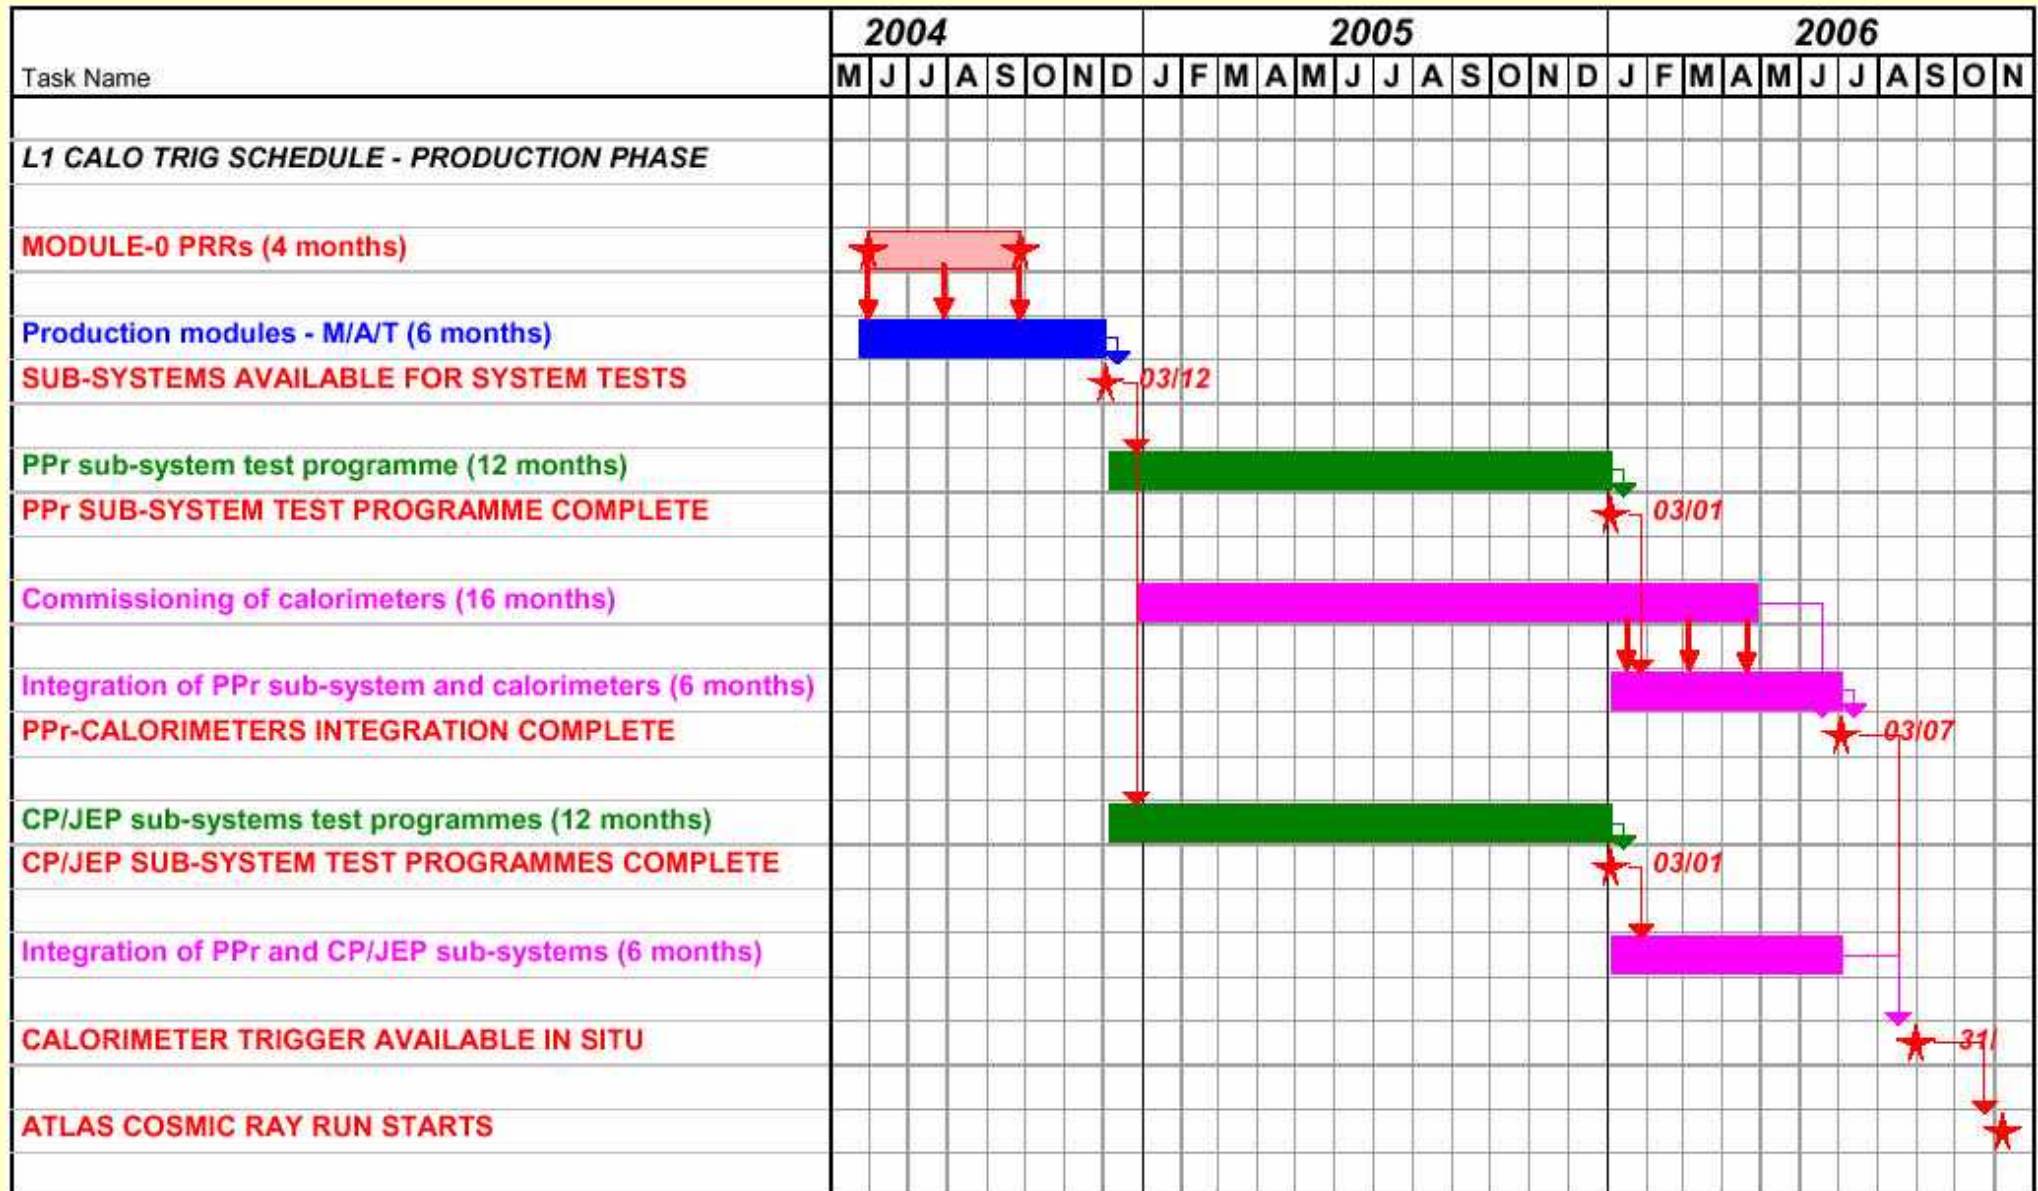 2004 2005 2006
Task Name M J J A S O N D J F M A M J J A S O N D J F M A M J J A S O N
L1 CALO TRIG SCHEDULE - PRODUCTION PHASE
MODULE-0 PRRs (4 months)
Production modules - M/A/T (6 months)
SUB-SYSTEMS AVAILABLE FOR SYSTEM TESTS 03/12
PPr sub-system test programme (12 months)
PPr SUB-SYSTEM TEST PROGRAMME COMPLETE 03/01
Commissioning of calorimeters (16 months)
Integration of PPr sub-system and calorimeters (6 months)
PPr-CALORIMETERS INTEGRATION COMPLETE 03/07
CP/JEP sub-systems test programmes (12 months)
CP/JEP SUB-SYSTEM TEST PROGRAMMES COMPLETE 03/01
Integration of PPr and CP/JEP sub-systems (6 months)
CALORIMETER TRIGGER AVAILABLE IN SITU 31/
ATLAS COSMIC RAY RUN STARTS